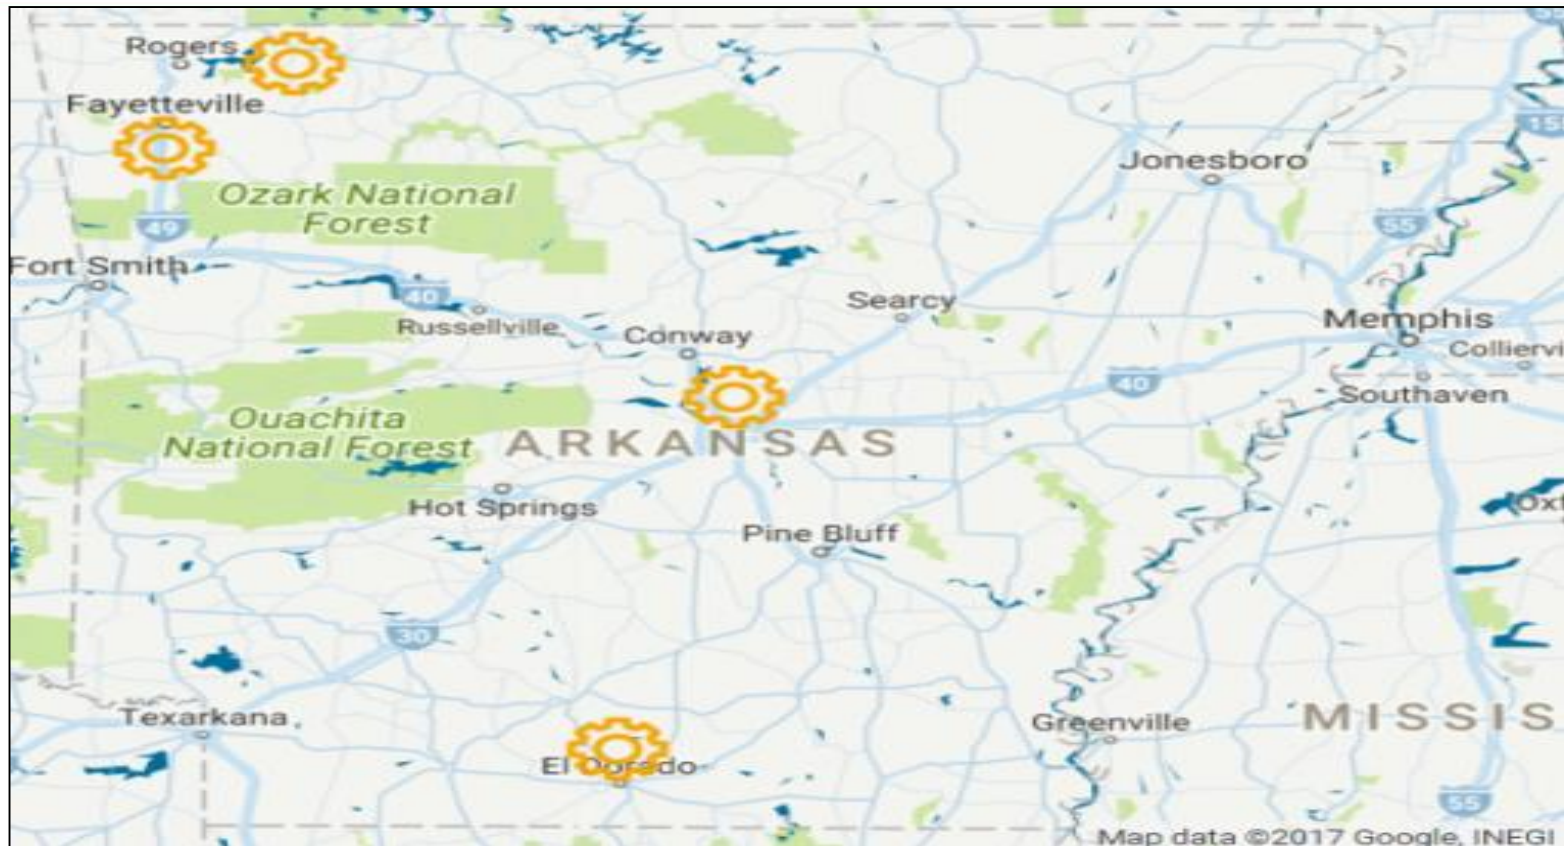 Rogers
Fayetteville
15
Jonesboro
Ozark National
Forest
49
55
Fort Smith
40
Searcy
Russellville
Conway
Memphis
Colliervi
40
Southaven
Ouachita
National Forest
ARKANSAS
Hot Springs
Oxf
Pine Bluff
30
Texarkana
Greenville
MISSIS
El Dorado
55
Map data ©2017 Google, INEGI